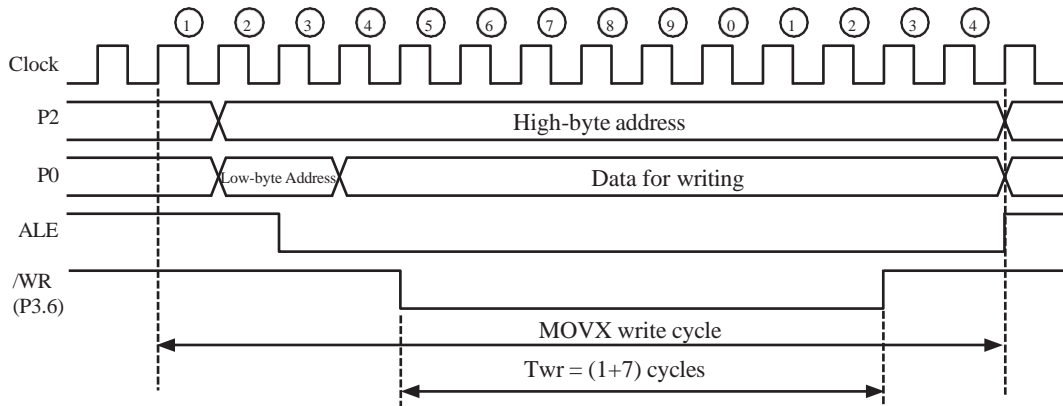 1 2 3 4 5 6 7 8 9 0 1 2 3 4
Clock
P2 High-byte address
P0 Low-byte Address Data for writing
ALE
/WR
(P3.6)
MOVX write cycle
Twr = (1+7) cycles